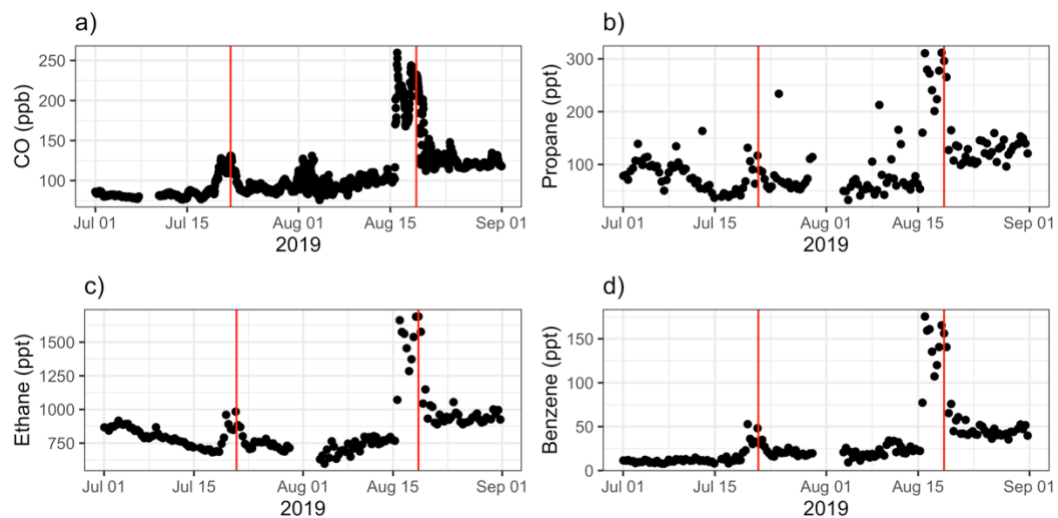 a)
CO (ppb)
250
200
150
100
Jul 01 Jul 15 Aug 01 Aug 15 Sep 01
2019
b)
Propane (ppt)
300
200
100
Jul 01 Jul 15 Aug 01 Aug 15 Sep 01
2019
c)
Ethane (ppt)
1500
1250
1000
750
Jul 01 Jul 15 Aug 01 Aug 15 Sep 01
2019
d)
Benzene (ppt)
150
100
50
0
Jul 01 Jul 15 Aug 01 Aug 15 Sep 01
2019